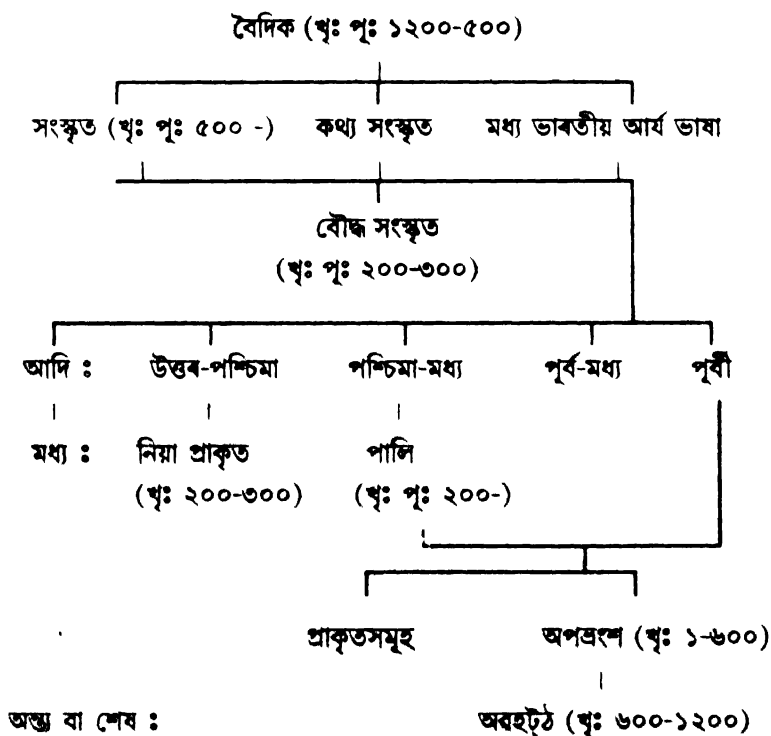 বৈদিক (খৃঃ পূঃ ১২০০-৫০০)
সংস্কৃত (খৃঃ পূঃ ৫০০ -) কথ্য সংস্কৃত মধ্য ভাৰতীয় আৰ্য ভাষা
বৌদ্ধ সংস্কৃত
(খৃঃ পূঃ ২০০-৩০০)
আদি : উত্তৰ-পশ্চিমা পশ্চিমা-মধ্য পূৰ্ব-মধ্য পূৰ্বী
মধ্য : নিয়া প্ৰাকৃত পালি
(খৃঃ ২০০-৩০০) (খৃঃ পূঃ ২০০-)
প্ৰাকৃতসমূহ অপভ্ৰংশ (খৃঃ ১-৬০০)
অন্ত্য বা শেষ : অৱহট্‌ঠ (খৃঃ ৬০০-১২০০)